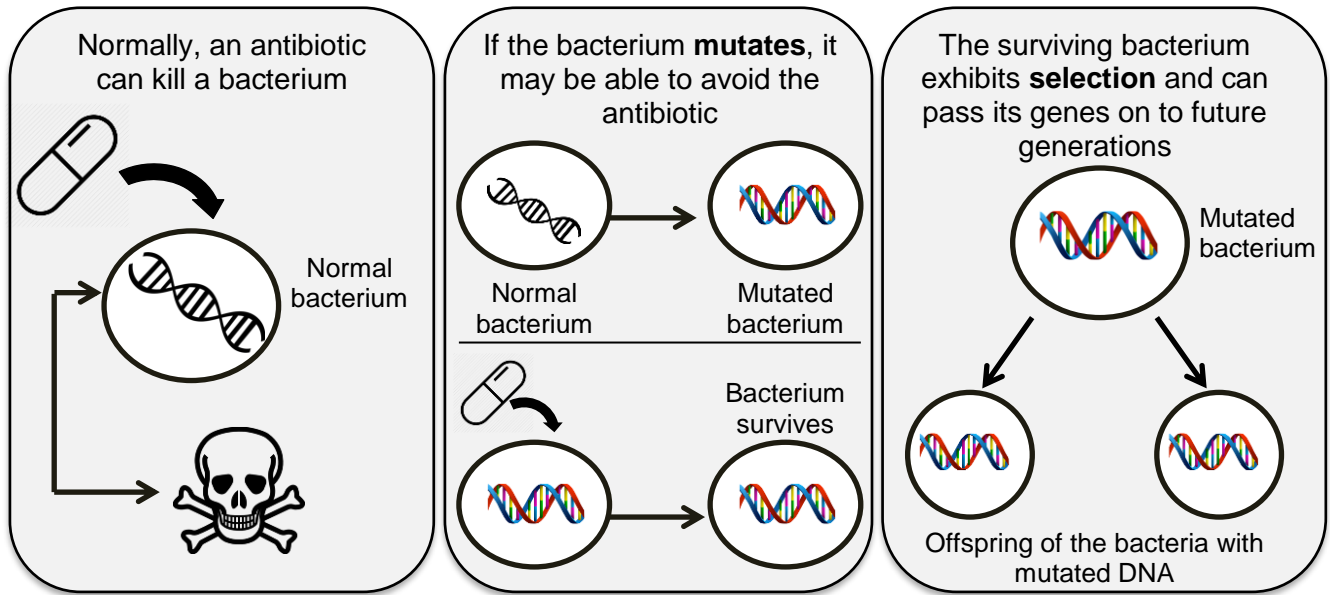 Normally, an antibiotic
can kill a bacterium
Normal
bacterium
If the bacterium mutates, it
may be able to avoid the
antibiotic
Normal
bacterium
Mutated
bacterium
Bacterium
survives
The surviving bacterium
exhibits selection and can
pass its genes on to future
generations
Mutated
bacterium
Offspring of the bacteria with
mutated DNA